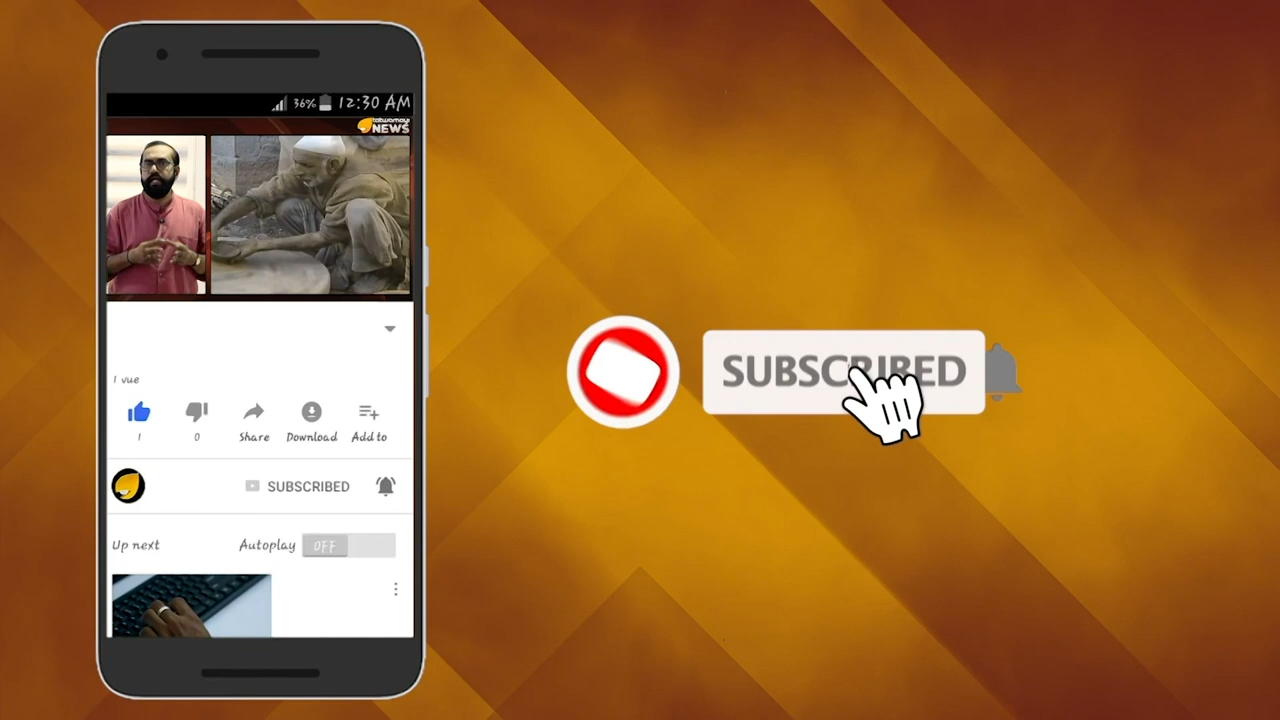 36% 12:30 AM
tatwamayi
NEWS
1 vue
1
0
Share
Download
Add to
SUBSCRIBED
Up next
Autoplay
OFF
SUBSCRIBED